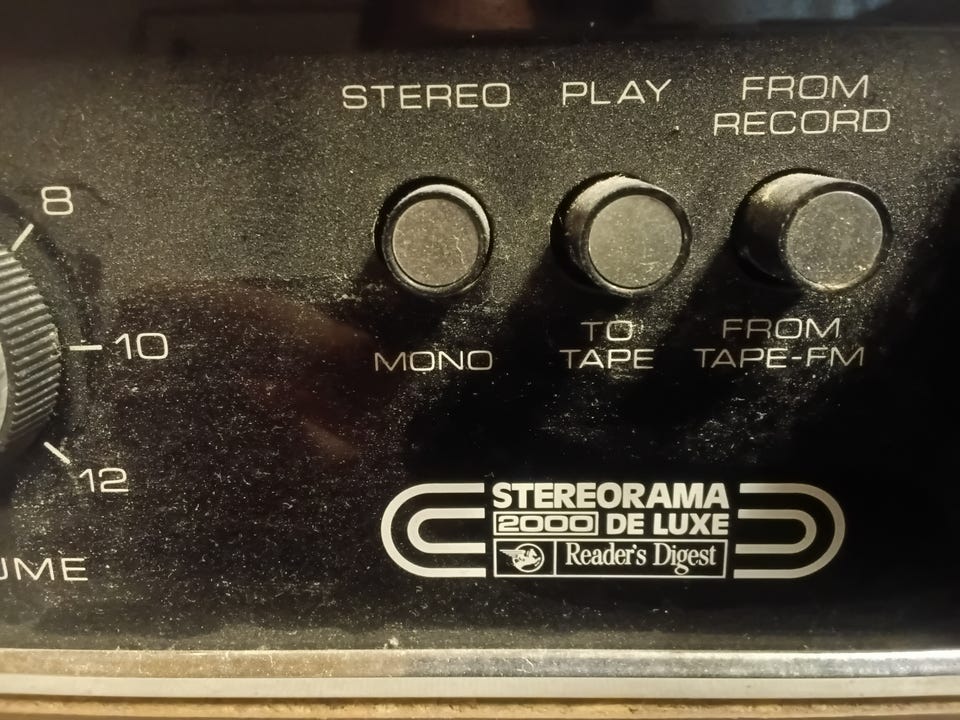 STEREO
PLAY
FROM
RECORD
8
10
12
MONO
TO
TAPE
FROM
TAPE-FM
STEREORAMA
2000 DE LUXE
Reader's Digest